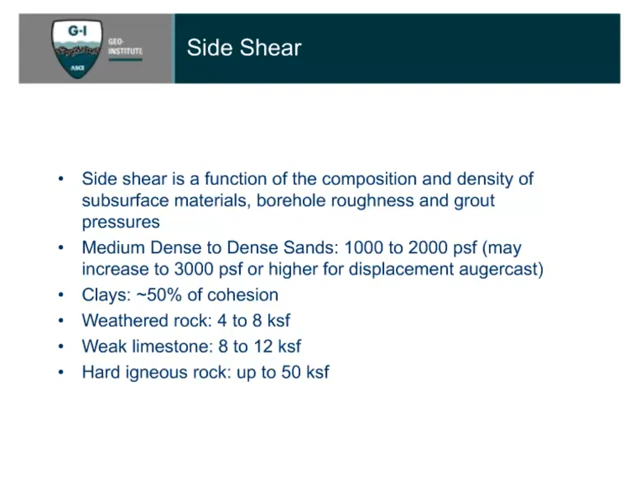 G-I
GEO-
INSTITUTE
ASCE
Side Shear
• Side shear is a function of the composition and density of
subsurface materials, borehole roughness and grout
pressures
• Medium Dense to Dense Sands: 1000 to 2000 psf (may
increase to 3000 psf or higher for displacement augercast)
• Clays: ~50% of cohesion
• Weathered rock: 4 to 8 ksf
• Weak limestone: 8 to 12 ksf
• Hard igneous rock: up to 50 ksf